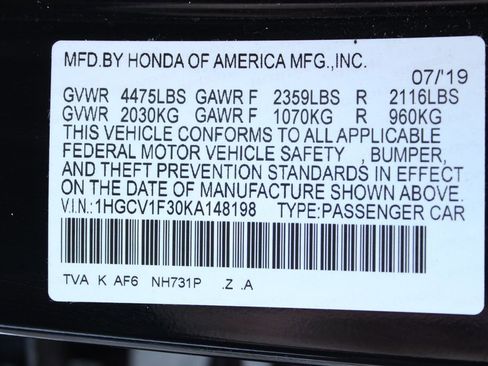 MFD.BY HONDA OF AMERICA MFG.,INC.
07/'19
GVWR 4475LBS GAWR F 2359LBS R 2116LBS
GVWR 2030KG GAWR F 1070KG R 960KG
THIS VEHICLE CONFORMS TO ALL APPLICABLE
FEDERAL MOTOR VEHICLE SAFETY , BUMPER,
AND THEFT PREVENTION STANDARDS IN EFFECT
ON THE DATE OF MANUFACTURE SHOWN ABOVE.
V.I.N.:1HGCV1F30KA148198 TYPE:PASSENGER CAR
TVA K AF6 NH731P .Z .A